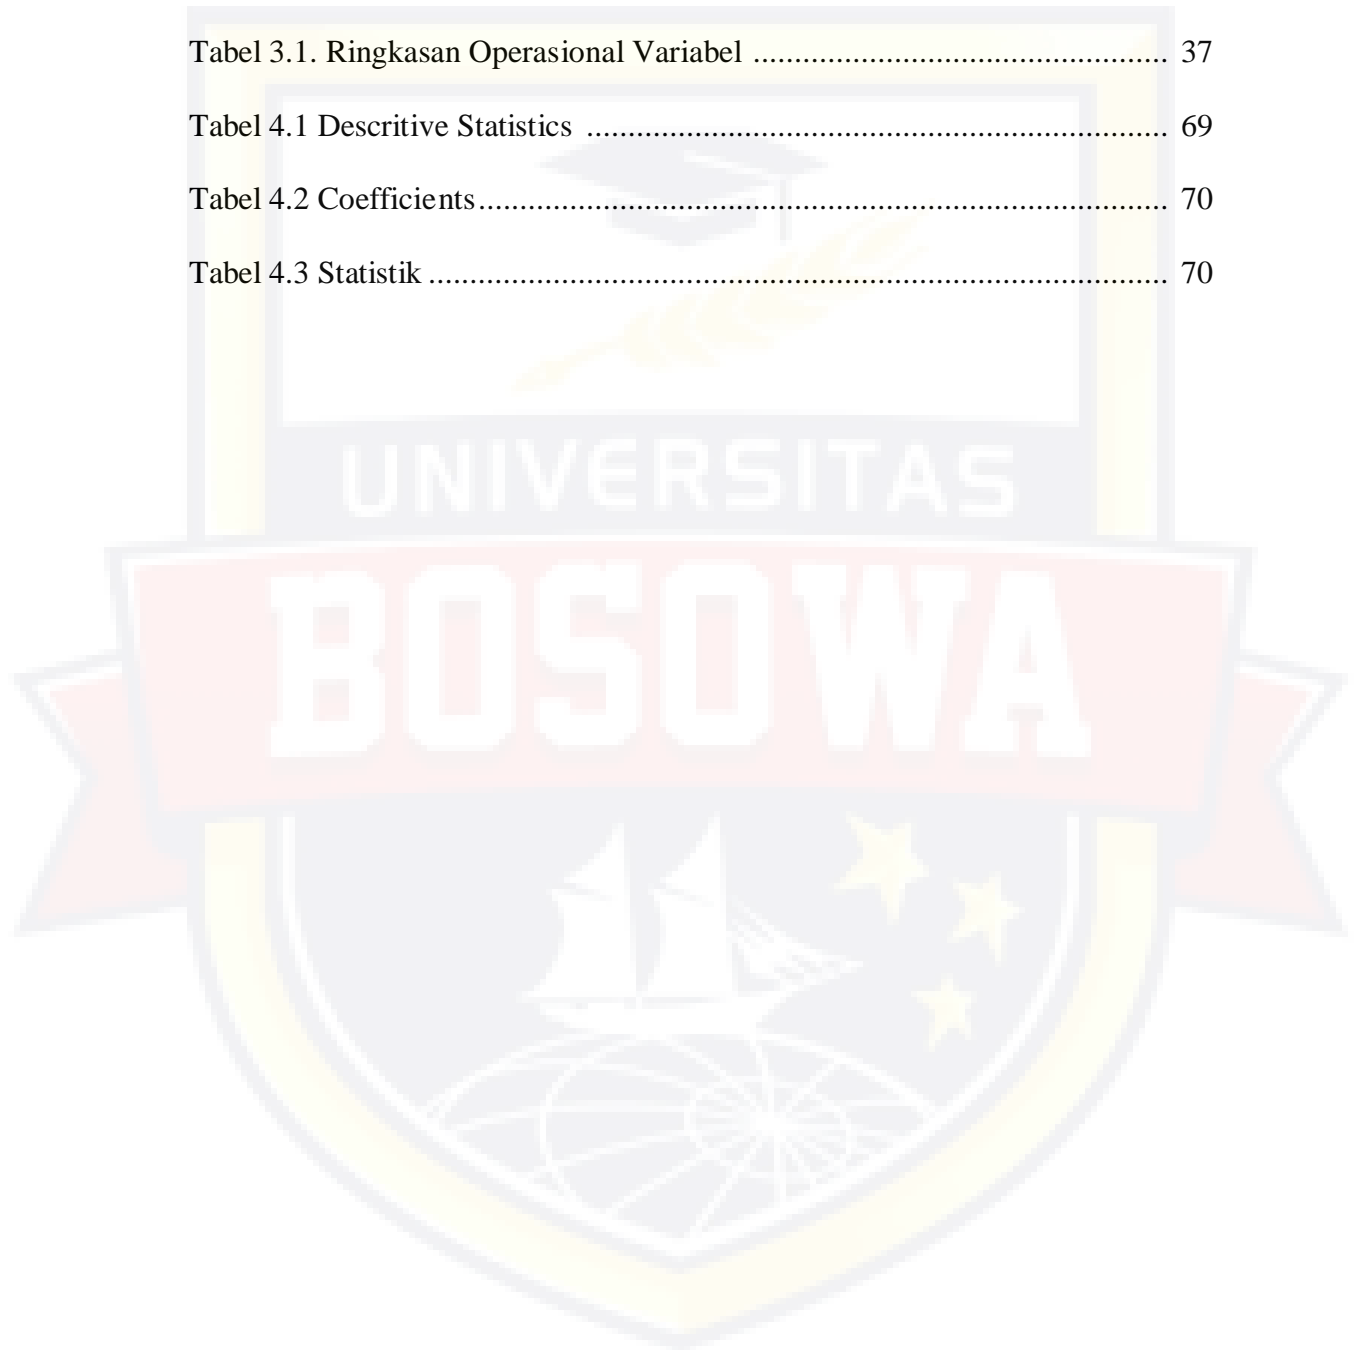 Tabel 3.1. Ringkasan Operasional Variabel .................................................. 37
Tabel 4.1 Descritive Statistics ...................................................................... 69
Tabel 4.2 Coefficients................................................................................... 70
Tabel 4.3 Statistik ......................................................................................... 70
UNIVERSITAS
BOSOWA